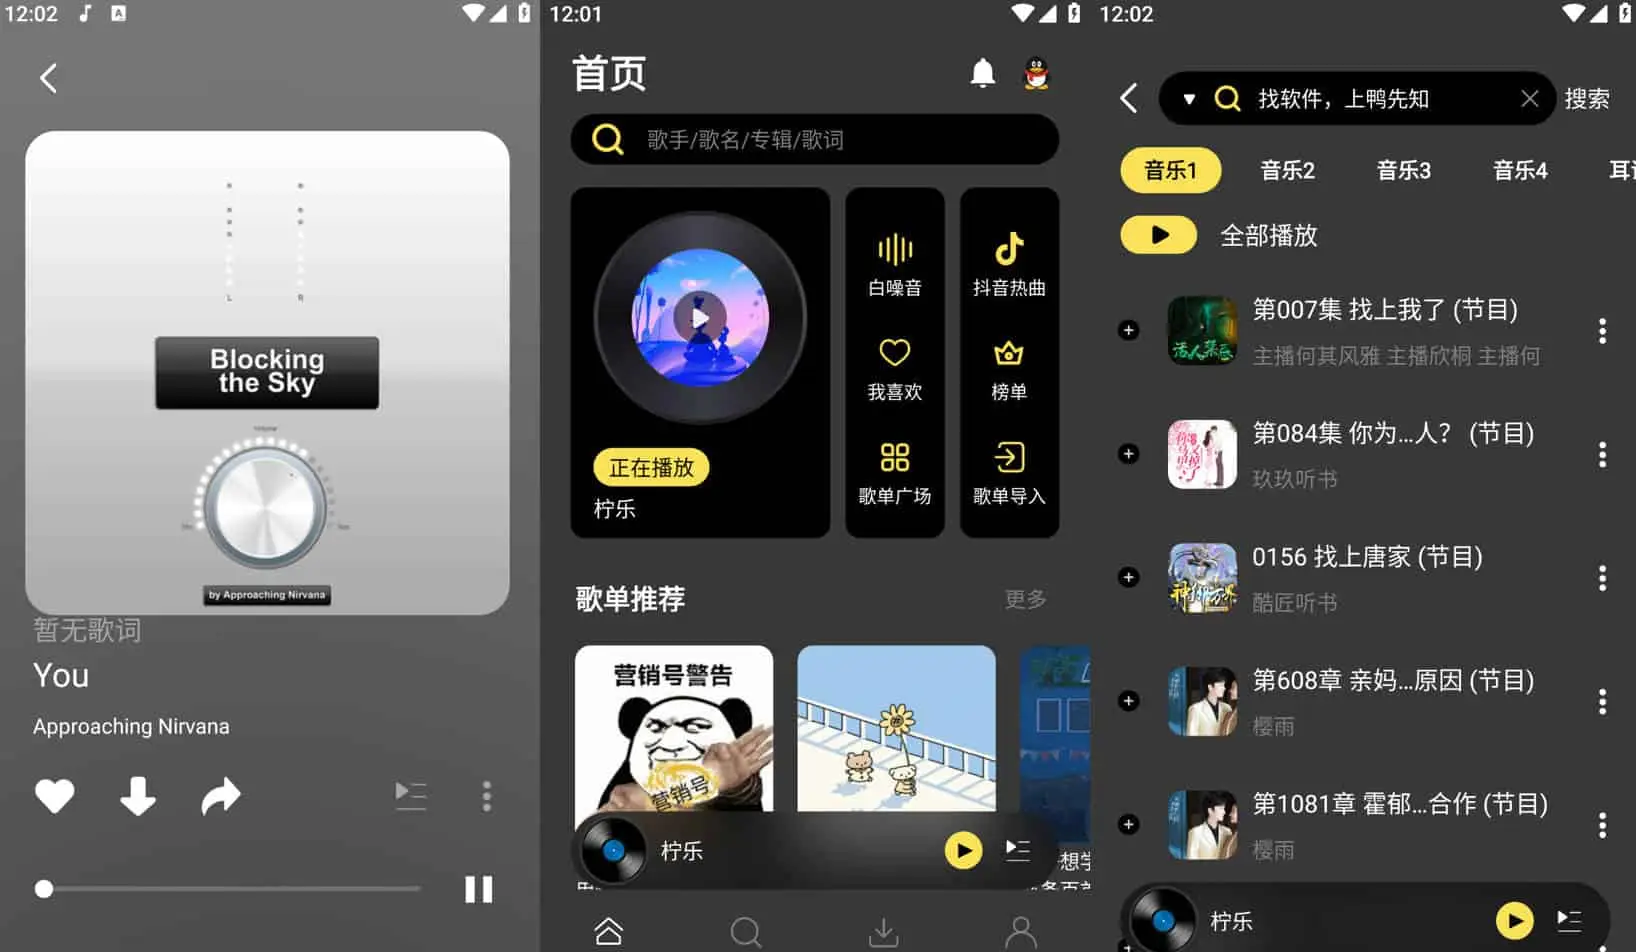 12:02
Blocking
the Sky
Volume
L
R
Min
Max
by Approaching Nirvana
暂无歌词
You
Approaching Nirvana
12:01
首页
歌手/歌名/专辑/歌词
白噪音
抖音热曲
我喜欢
榜单
正在播放
柠乐
歌单广场
歌单导入
歌单推荐
更多
营销号警告
营销号
柠乐
想学
12:02
找软件，上鸭先知
搜索
音乐1
音乐2
音乐3
音乐4
全部播放
第007集 找上我了 (节目)
主播何其风雅 主播欣桐 主播何
第084集 你为...人？ (节目)
玖玖听书
0156 找上唐家 (节目)
酷匠听书
第608章 亲妈...原因 (节目)
樱雨
第1081章 霍郁...合作 (节目)
樱雨
柠乐